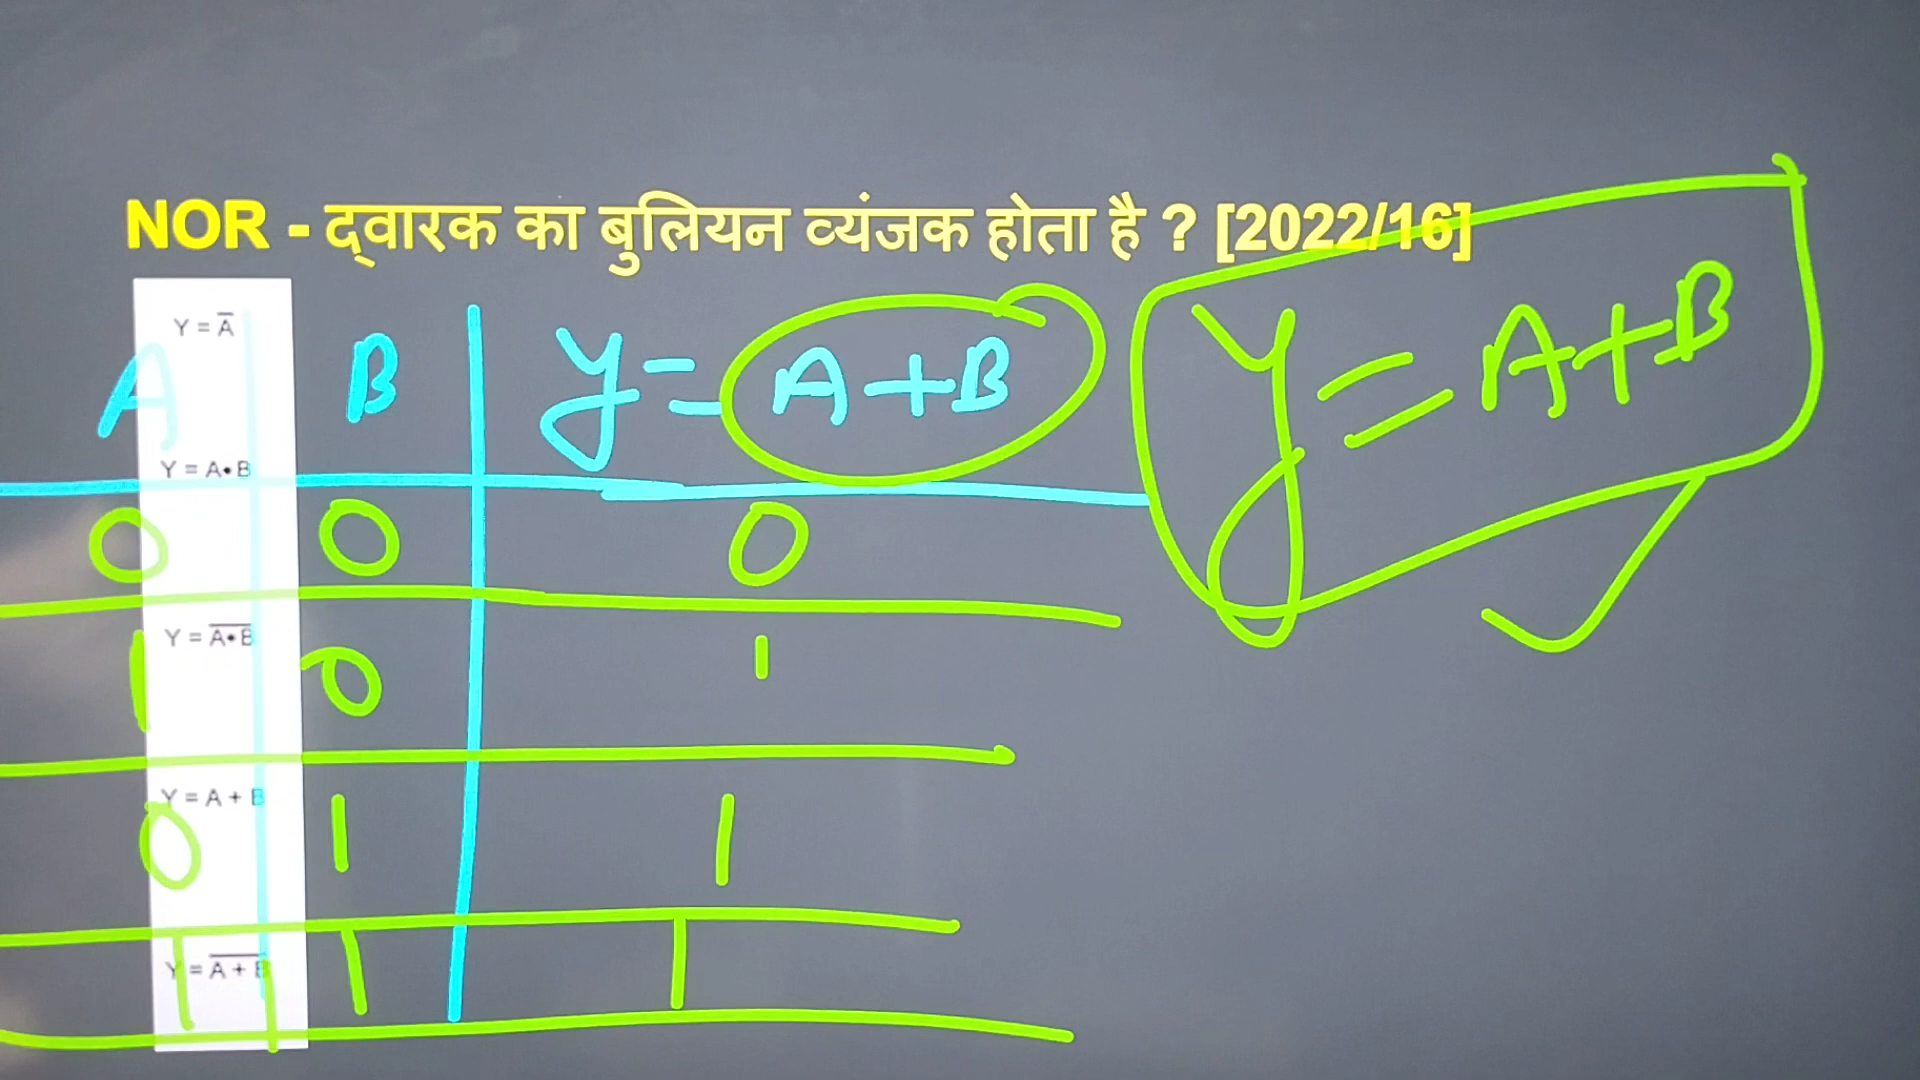 NOR - द्वारक का बुलियन व्यंजक होता है ? [2022/16]
Y = A̅
A B y = A + B Y = A + B
Y = A • B
0 0 0
Y = A̅ ̅•̅ ̅B̅
1 0 1
Y = A + B
0 1 1
Y = A̅ ̅+̅ ̅B̅
1 1 1